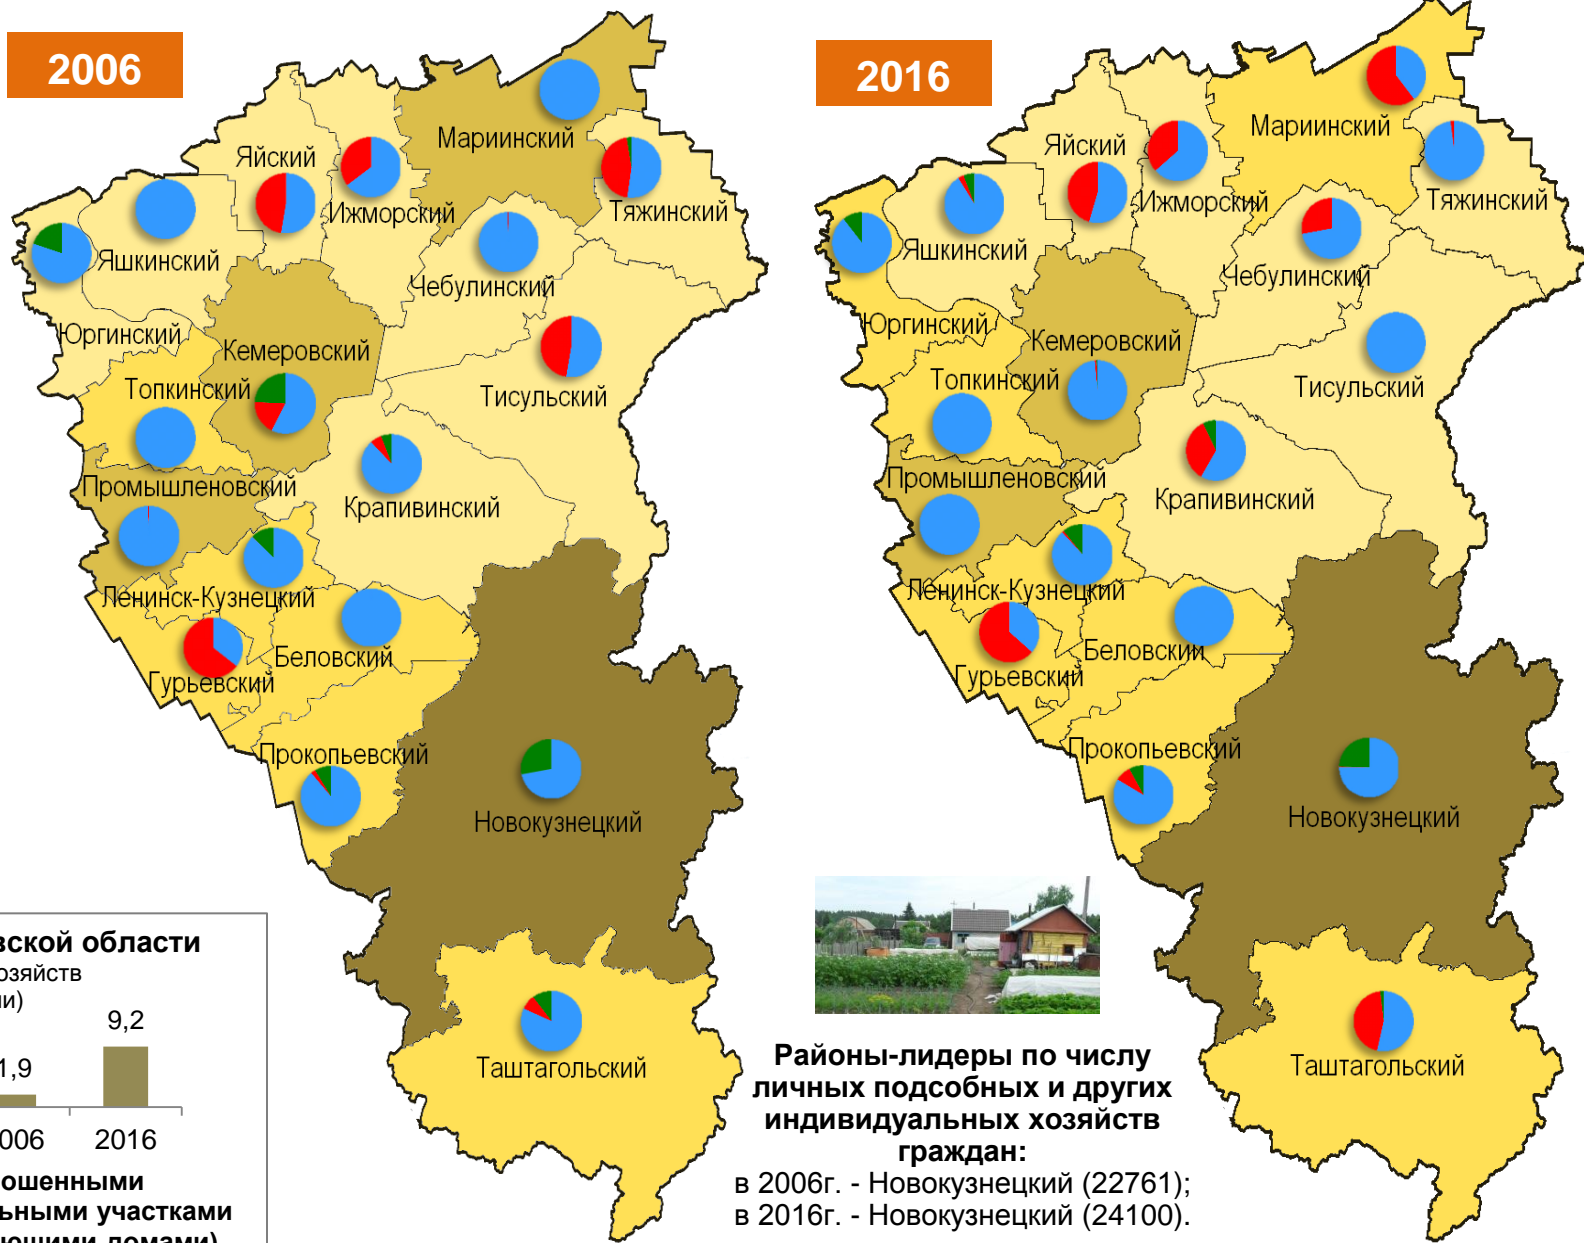 2006
Мариинский
Яйский
Ижморский
Тяжинский
Яшкинский
Чебулинский
Юргинский
Кемеровский
Топкинский
Тисульский
Промышленовский
Крапивинский
Ленинск-Кузнецкий
Беловский
Гурьевский
Прокопьевский
Новокузнецкий
Таштагольский
2016
Мариинский
Яйский
Ижморский
Тяжинский
Яшкинский
Чебулинский
Юргинский
Кемеровский
Топкинский
Тисульский
Промышленовский
Крапивинский
Ленинск-Кузнецкий
Беловский
Гурьевский
Прокопьевский
Новокузнецкий
Таштагольский
вской области
озяйств
ии)
1,9
9,2
006 2016
ошенными
ьными участками
ющими домами)
Районы-лидеры по числу
личных подсобных и других
индивидуальных хозяйств
граждан:
в 2006г. - Новокузнецкий (22761);
в 2016г. - Новокузнецкий (24100).